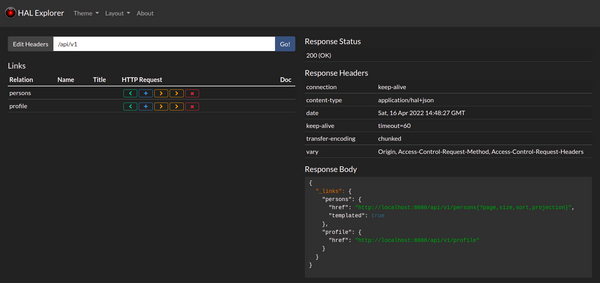 HAL Explorer Theme Layout About
Edit Headers /api/v1 Go!
Links
Relation Name Title HTTP Request Doc
persons
profile
Response Status
200 (OK)
Response Headers
connection keep-alive
content-type application/hal+json
date Sat, 16 Apr 2022 14:48:27 GMT
keep-alive timeout=60
transfer-encoding chunked
vary Origin, Access-Control-Request-Method, Access-Control-Request-Headers
Response Body
{
"_links": {
"persons": {
"href": "http://localhost:8080/api/v1/persons{?page,size,sort,projection}",
"templated": true
},
"profile": {
"href": "http://localhost:8080/api/v1/profile"
}
}
}